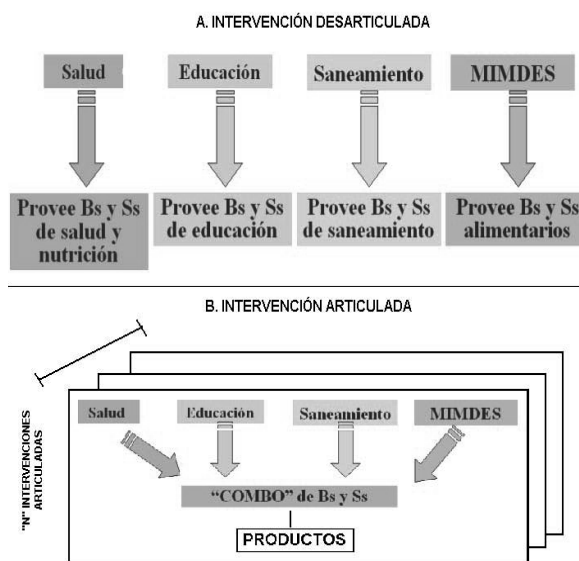 A. INTERVENCIÓN DESARTICULADA
Salud
Educación
Saneamiento
MIMDES
Provee Bs y Ss
de salud y
nutrición
Provee Bs y Ss
de educación
Provee Bs y Ss
de saneamiento
Provee Bs y Ss
alimentarios
B. INTERVENCIÓN ARTICULADA
"N" INTERVENCIONES
ARTICULADAS
Salud
Educación
Saneamiento
MIMDES
“COMBO” de Bs y Ss
PRODUCTOS